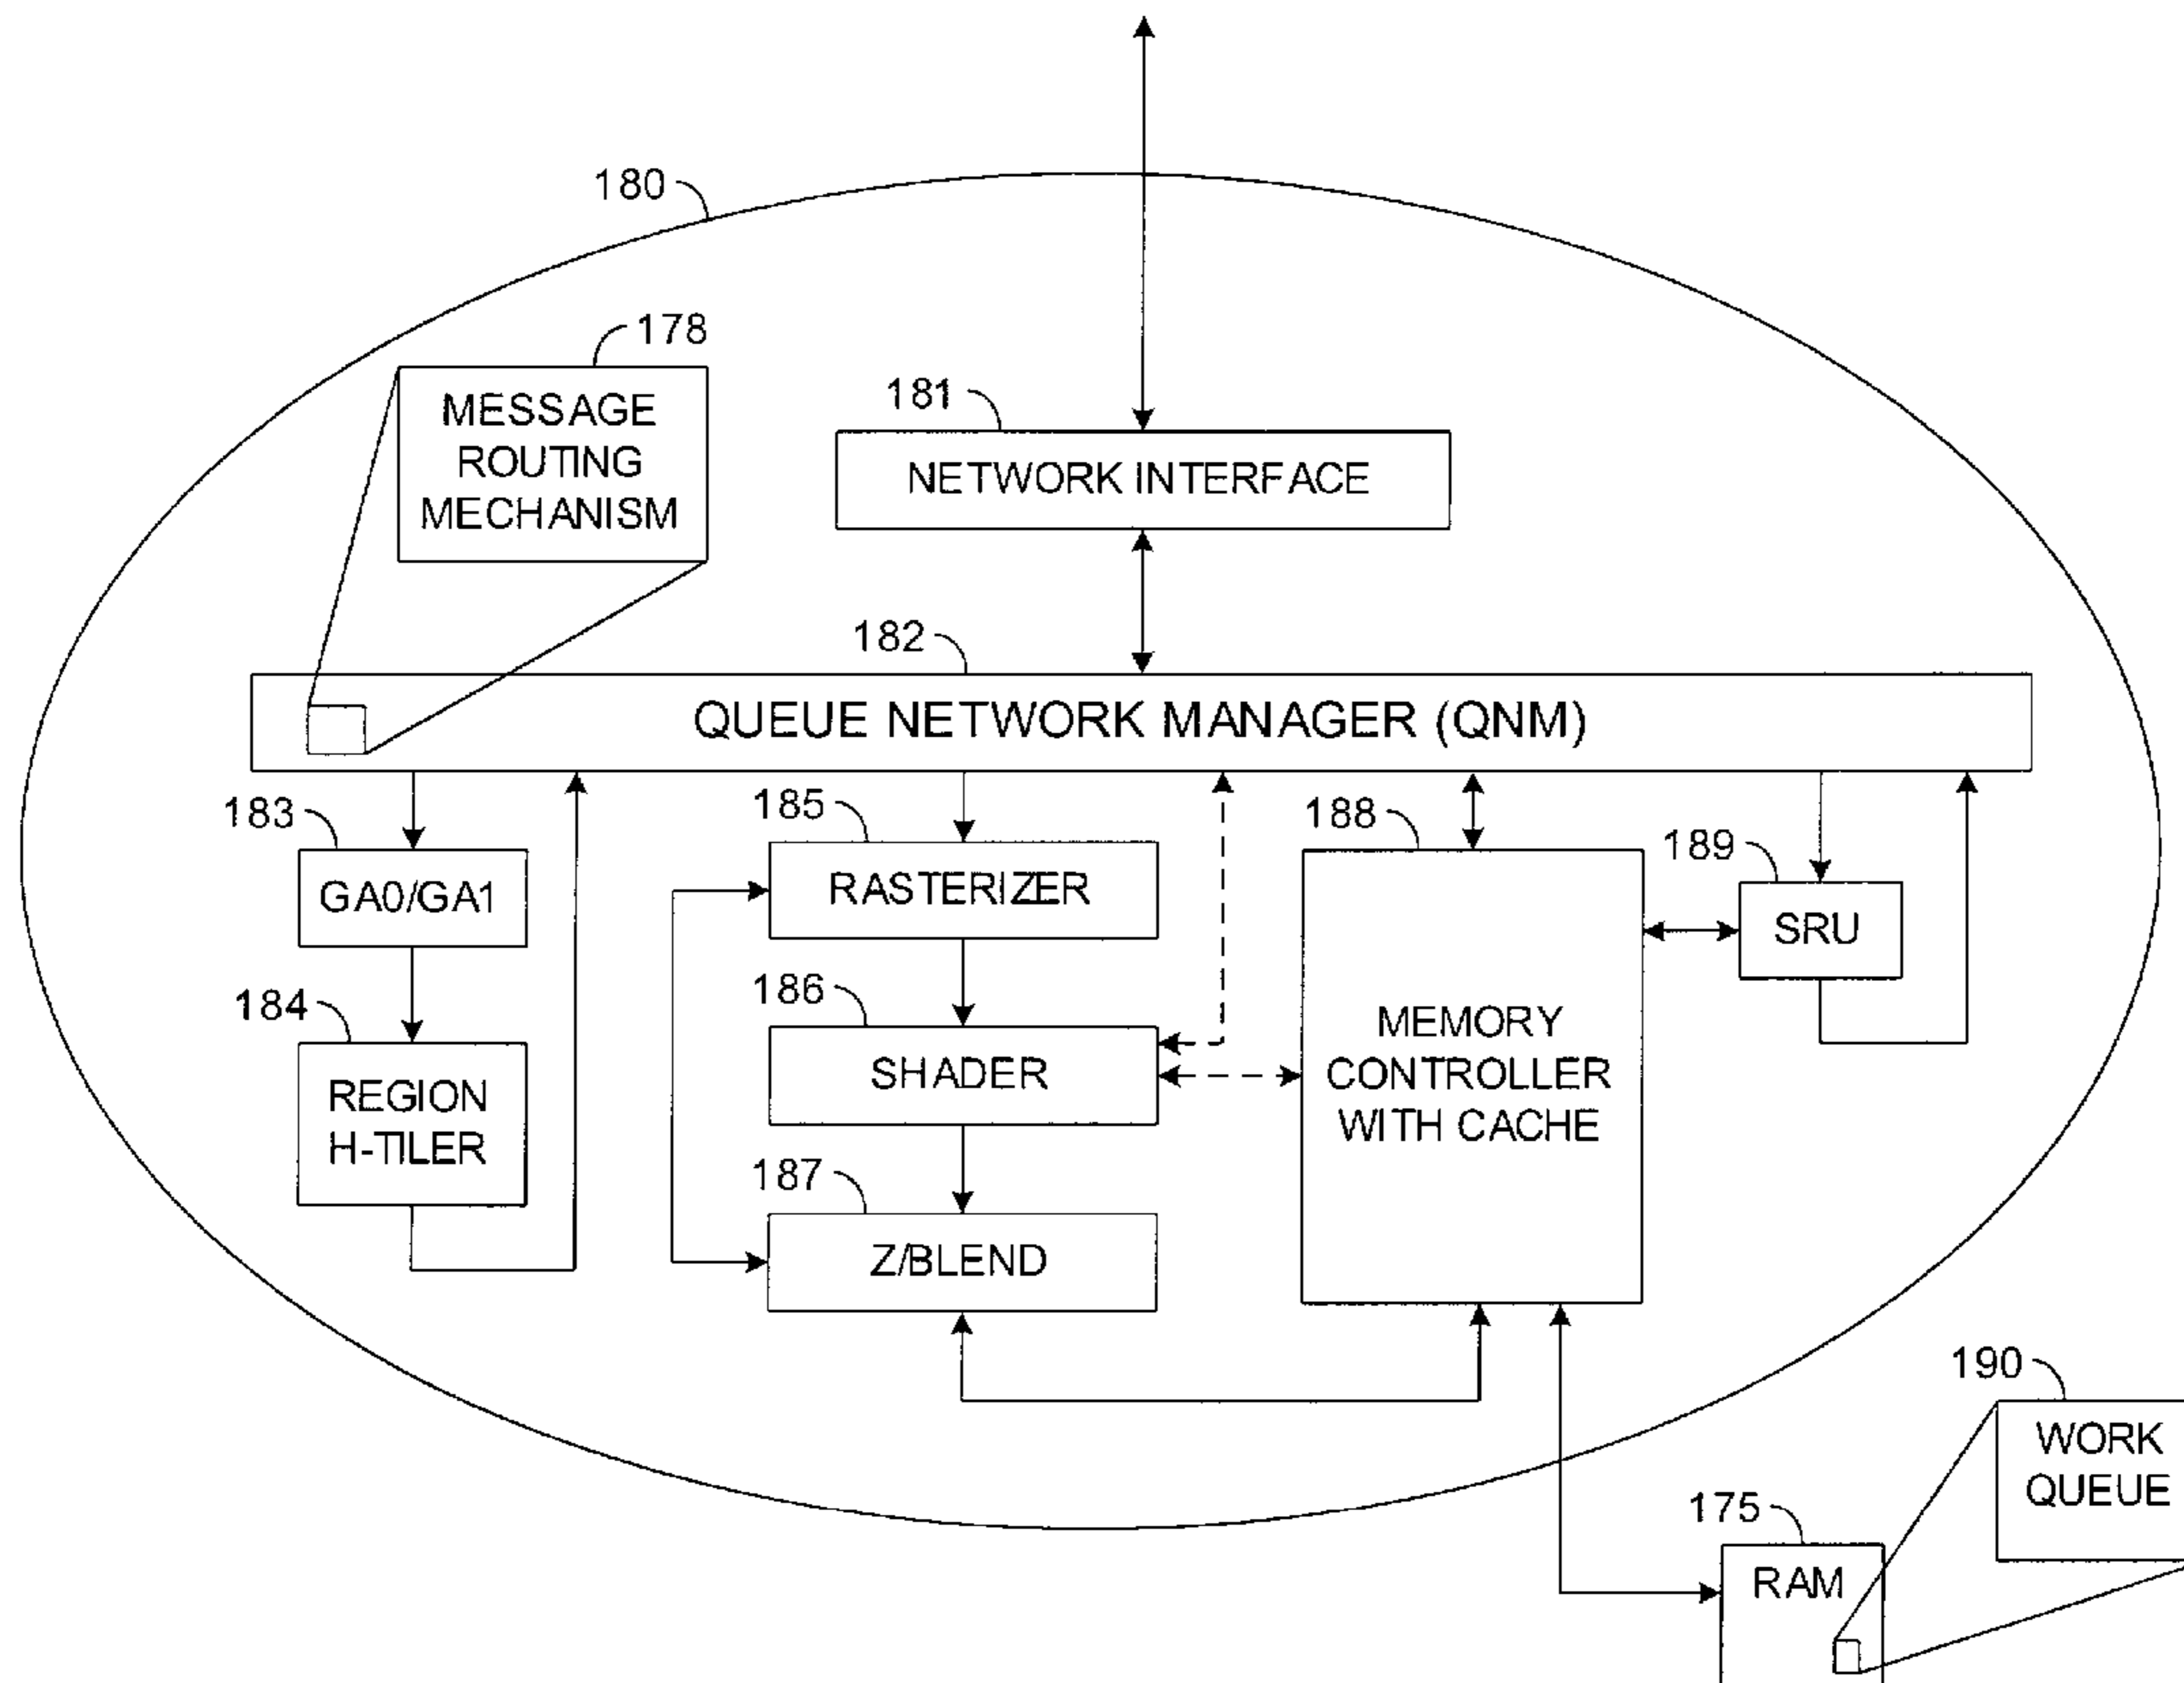 180
178
MESSAGE
ROUTING
MECHANISM
181
NETWORK INTERFACE
182
QUEUE NETWORK MANAGER (QNM)
183
GA0/GA1
184
REGION
H-TILER
185
RASTERIZER
186
SHADER
187
Z/BLEND
188
MEMORY
CONTROLLER
WITH CACHE
189
SRU
190
WORK
QUEUE
175
RAM